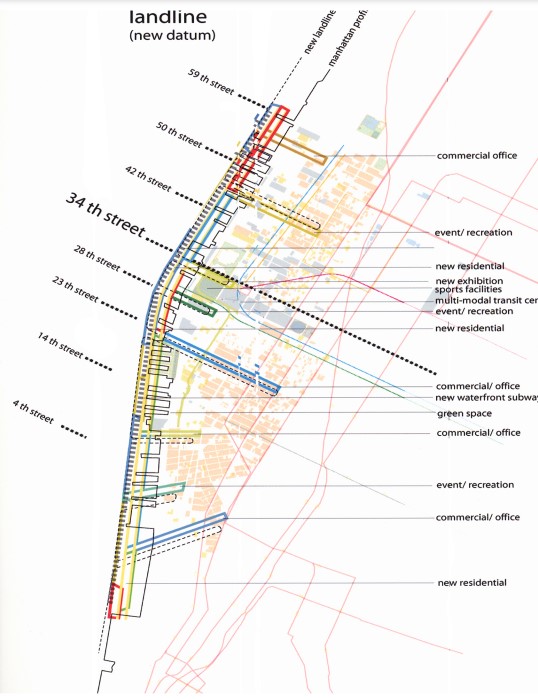 landline
(new datum)
new landline
manhattan profi
59 th street
50 th street
42 th street
34 th street
28 th street
23 th street
14 th street
4 th street
commercial office
event/ recreation
new residential
new exhibition
sports facilities
multi-modal transit cer
event/ recreation
new residential
commercial/ office
new waterfront subway
green space
commercial/ office
event/ recreation
commercial/ office
new residential